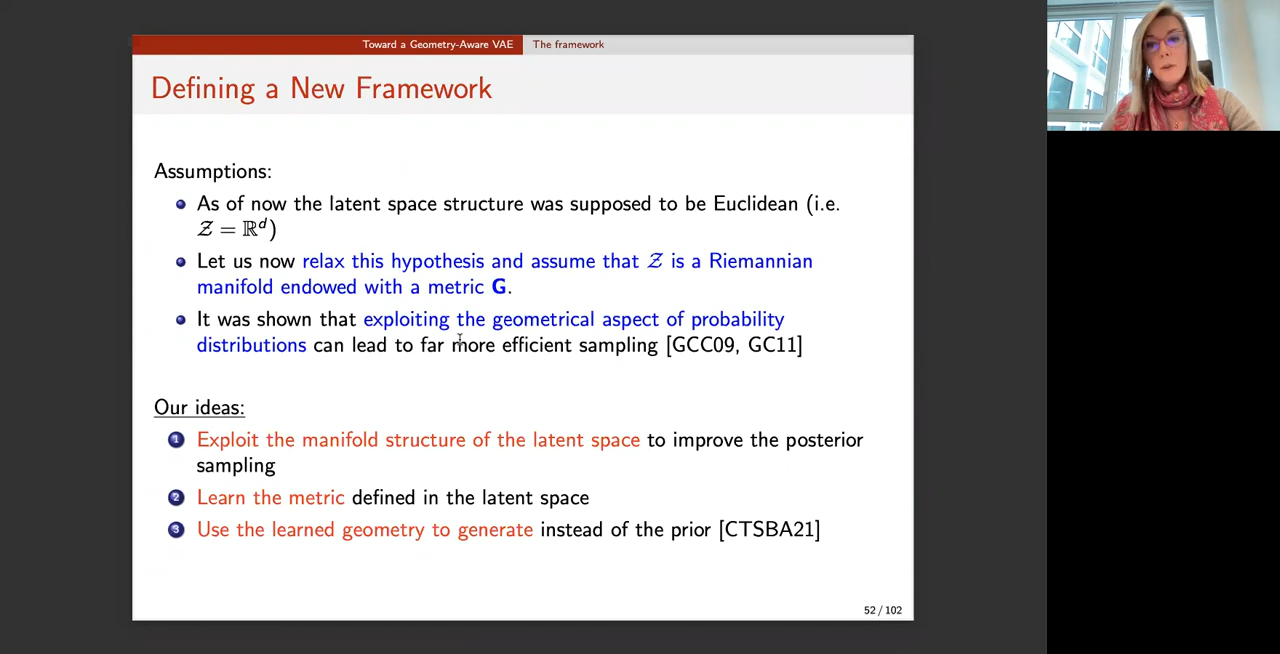 Toward a Geometry-Aware VAE The framework
Defining a New Framework
Assumptions:
As of now the latent space structure was supposed to be Euclidean (i.e.
𝒵 = ℝᵈ)
Let us now relax this hypothesis and assume that 𝒵 is a Riemannian
manifold endowed with a metric G.
It was shown that exploiting the geometrical aspect of probability
distributions can lead to far more efficient sampling [GCC09, GC11]
Our ideas:
1 Exploit the manifold structure of the latent space to improve the posterior
sampling
2 Learn the metric defined in the latent space
3 Use the learned geometry to generate instead of the prior [CTSBA21]
52 / 102